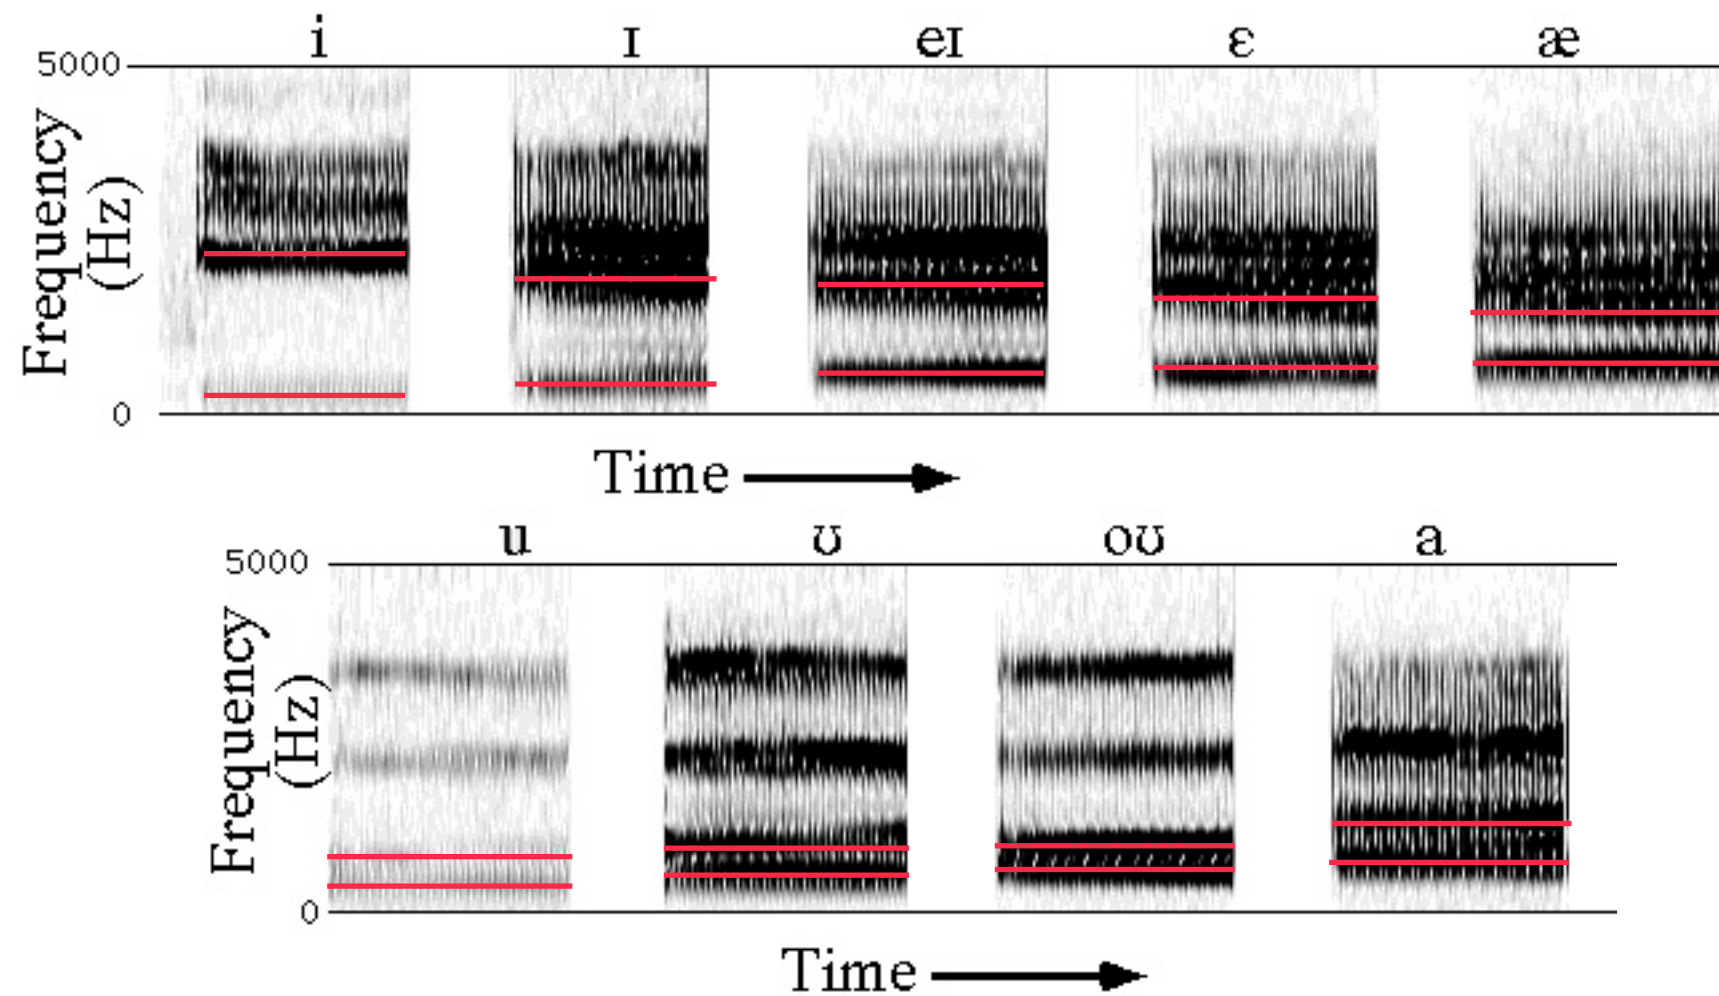 i ɪ eɪ ɛ æ
5000
Frequency
(Hz)
0
Time
u ʊ oʊ a
5000
Frequency
(Hz)
0
Time